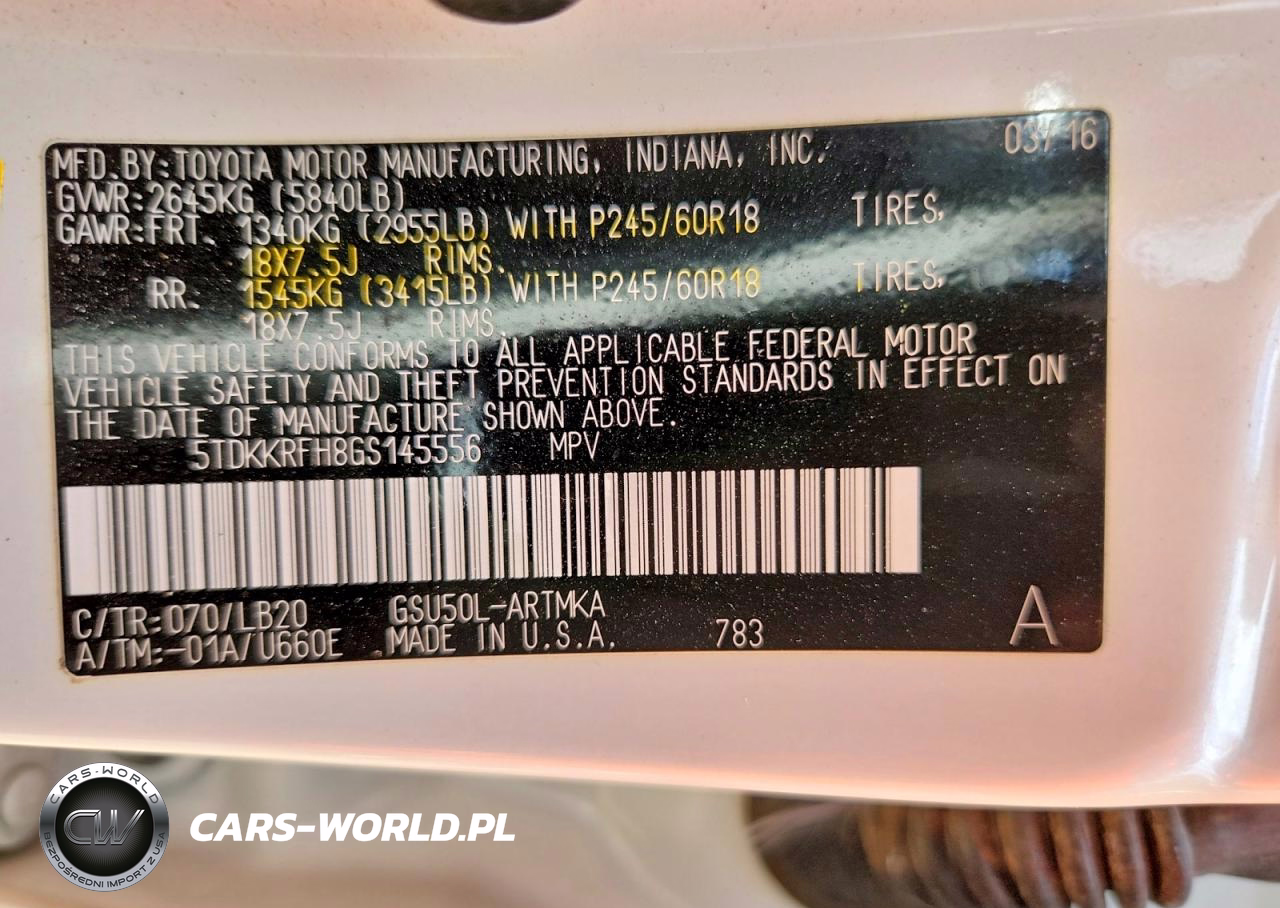 MFD. BY: TOYOTA MOTOR MANUFACTURING, INDIANA, INC. 03/16
GVWR: 2645KG (5840LB)
GAWR: FRT. 1340KG (2955LB) WITH P245/60R18 TIRES,
18X7.5J RIMS.
RR. 1545KG (3415LB) WITH P245/60R18 TIRES,
18X7.5J RIMS.
THIS VEHICLE CONFORMS TO ALL APPLICABLE FEDERAL MOTOR
VEHICLE SAFETY AND THEFT PREVENTION STANDARDS IN EFFECT ON
THE DATE OF MANUFACTURE SHOWN ABOVE.
5TDKKRFH8GS145556 MPV
C/TR: 070/LB20 GSU50L-ARTMKA
A/TM: -01A/U660E MADE IN U.S.A. 783 A
CARS-WORLD
CW
BEZPOŚREDNI IMPORT Z USA
CARS-WORLD.PL